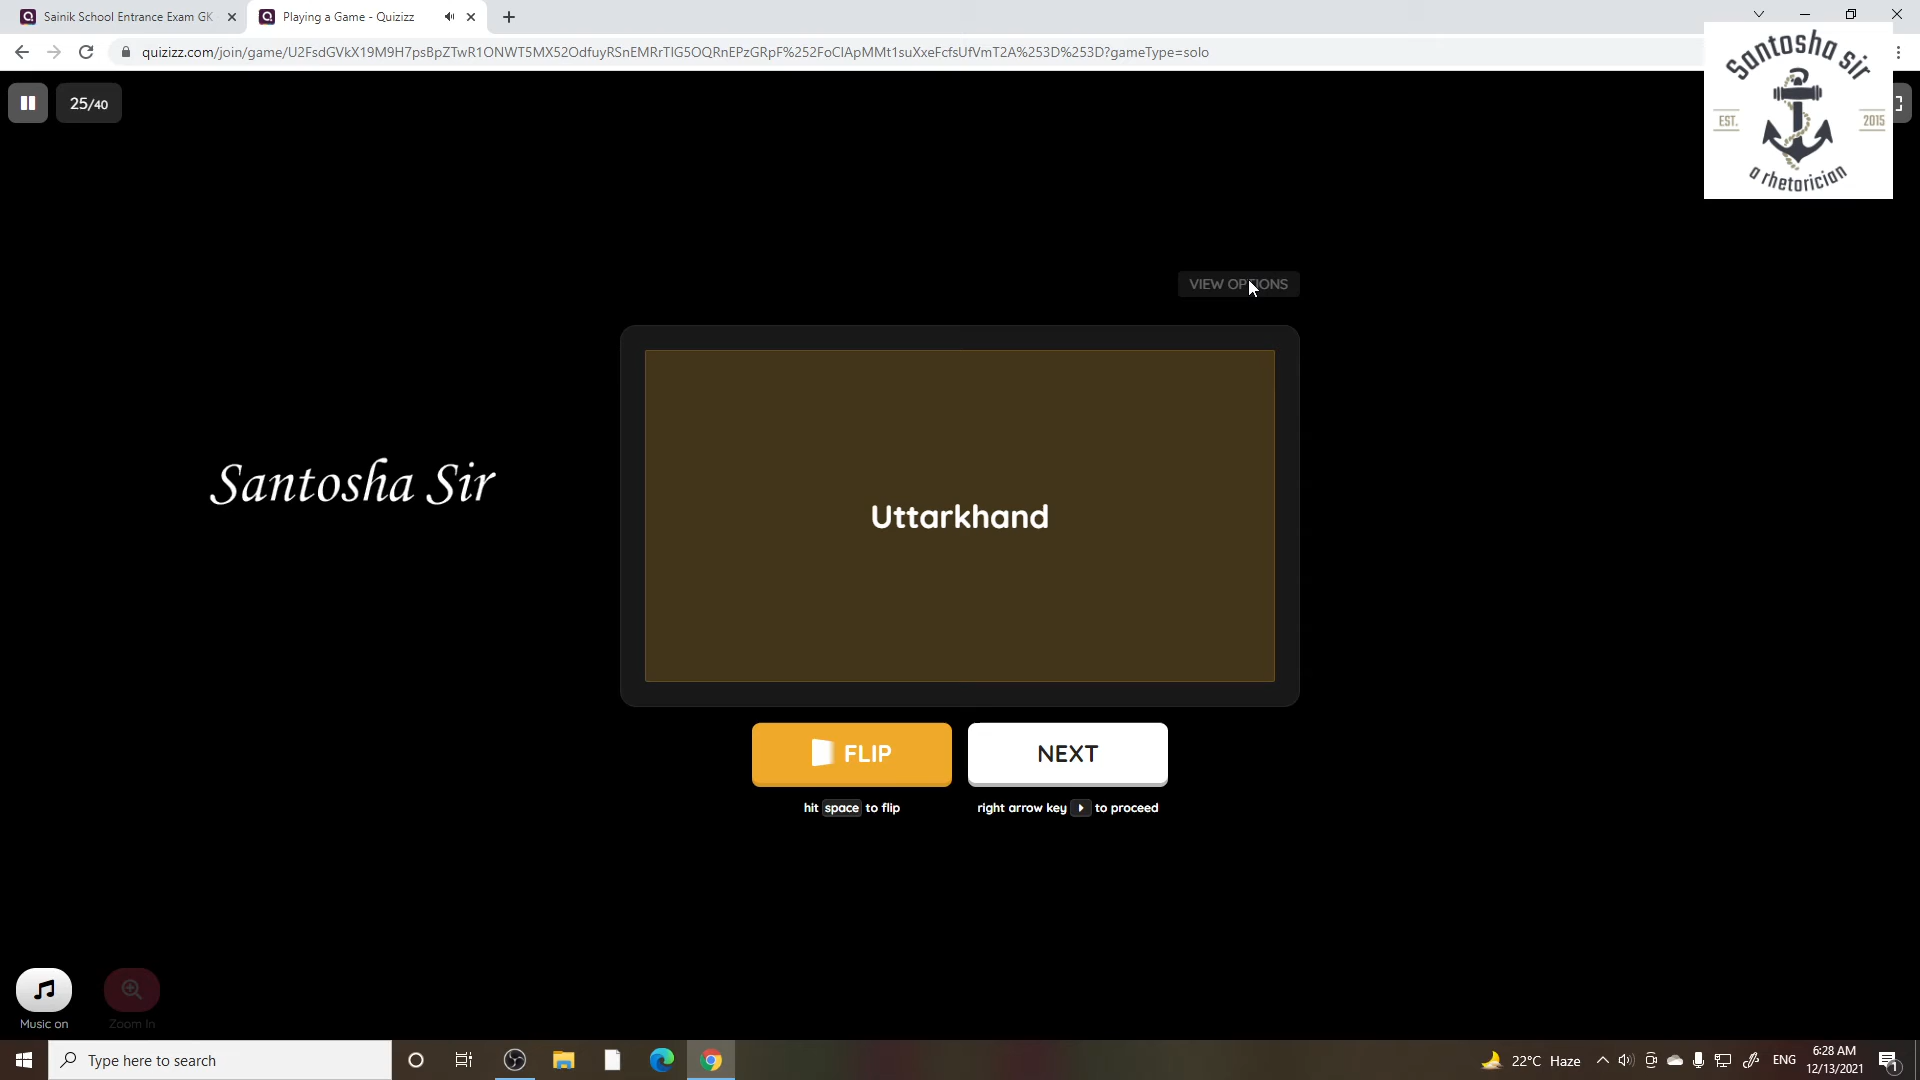 Sainik School Entrance Exam GK
Playing a Game - Quizizz
quizizz.com/join/game/U2FsdGVkX19M9H7psBpZTwR1ONWT5MX52OdfuyRSnEMRrTIG5OQRnEPzGRpF%252FoCIApMMt1suXxeFcfsUfVmT2A%253D%253D?gameType=solo
Santosha sir
EST. 2015
a rhetorician
25/40
VIEW OPTIONS
Santosha Sir
Uttarkhand
FLIP NEXT
hit space to flip right arrow key to proceed
Music on Zoom In
Type here to search
22°C Haze ENG 6:28 AM
12/13/2021
1